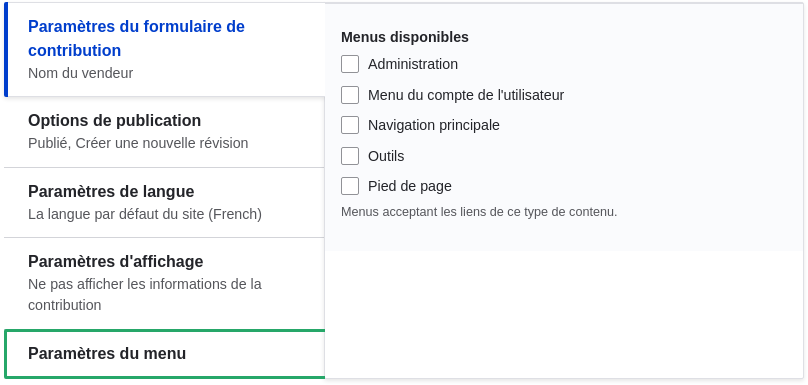 Paramètres du formulaire de
contribution
Nom du vendeur
Options de publication
Publié, Créer une nouvelle révision
Paramètres de langue
La langue par défaut du site (French)
Paramètres d'affichage
Ne pas afficher les informations de la
contribution
Paramètres du menu
Menus disponibles
Administration
Menu du compte de l'utilisateur
Navigation principale
Outils
Pied de page
Menus acceptant les liens de ce type de contenu.